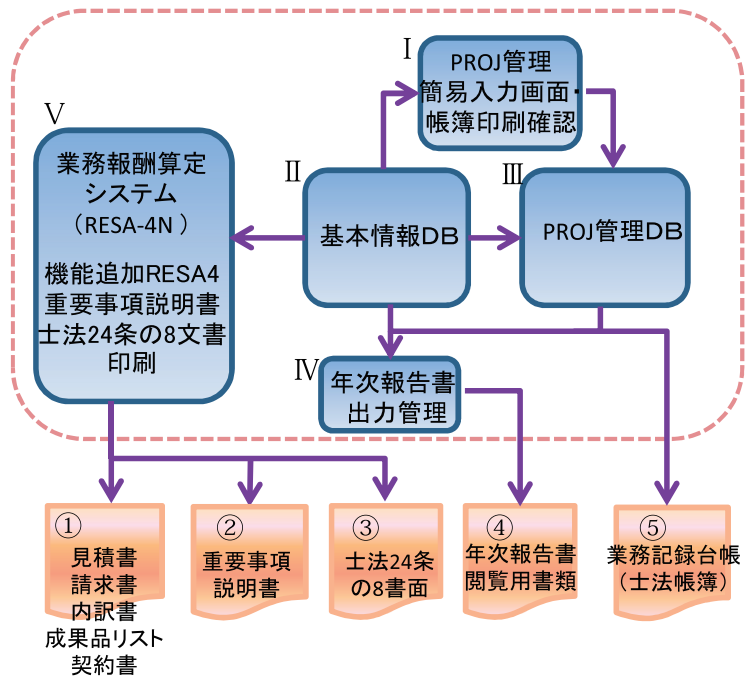 Ⅰ
PROJ管理
簡易入力画面・
帳簿印刷確認
Ⅴ
業務報酬算定
システム
（RESA-4N ）
機能追加RESA4
重要事項説明書
士法24条の8文書
印刷
Ⅱ
基本情報ＤＢ
Ⅲ
PROJ管理ＤＢ
Ⅳ
年次報告書
出力管理
①
見積書
請求書
内訳書
成果品リスト
契約書
②
重要事項
説明書
③
士法24条
の8書面
④
年次報告書
閲覧用書類
⑤
業務記録台帳
（士法帳簿）